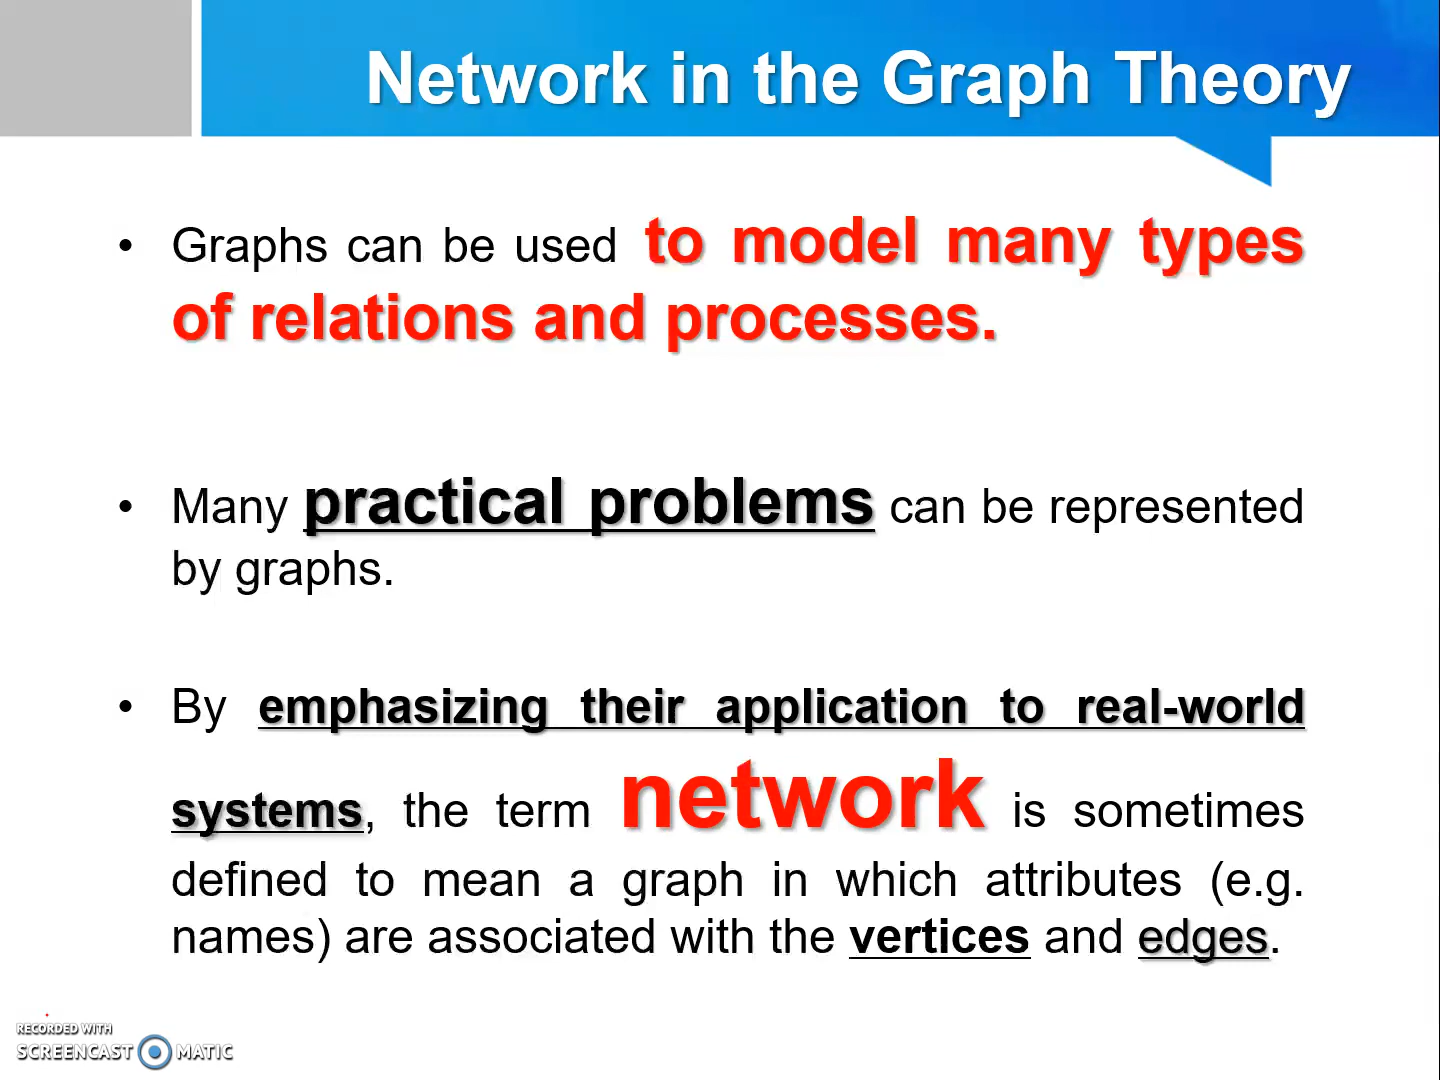 Network in the Graph Theory
• Graphs can be used to model many types
of relations and processes.
• Many practical problems can be represented
by graphs.
• By emphasizing their application to real-world
systems, the term network is sometimes
defined to mean a graph in which attributes (e.g.
names) are associated with the vertices and edges.
RECORDED WITH
SCREENCAST MATIC